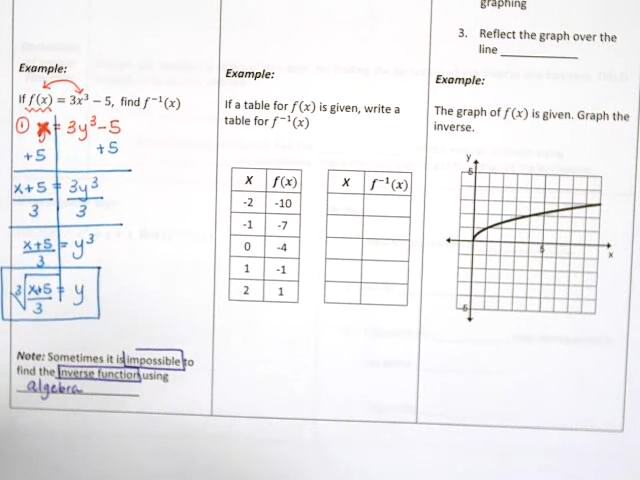 graphing
3. Reflect the graph over the
line
Example:
If f(x) = 3x³ – 5, find f⁻¹(x)
① x = 3y³ – 5
+5 +5
x+5 = 3y³
3 3
x+5 = y³
3
∛ x+5 = y
3
Note: Sometimes it is impossible to
find the inverse function using
algebra
Example:
If a table for f(x) is given, write a
table for f⁻¹(x)
x f(x)
-2 -10
-1 -7
0 -4
1 -1
2 1
x f⁻¹(x)
Example:
The graph of f(x) is given. Graph the
inverse.
y
5
5
x
-5